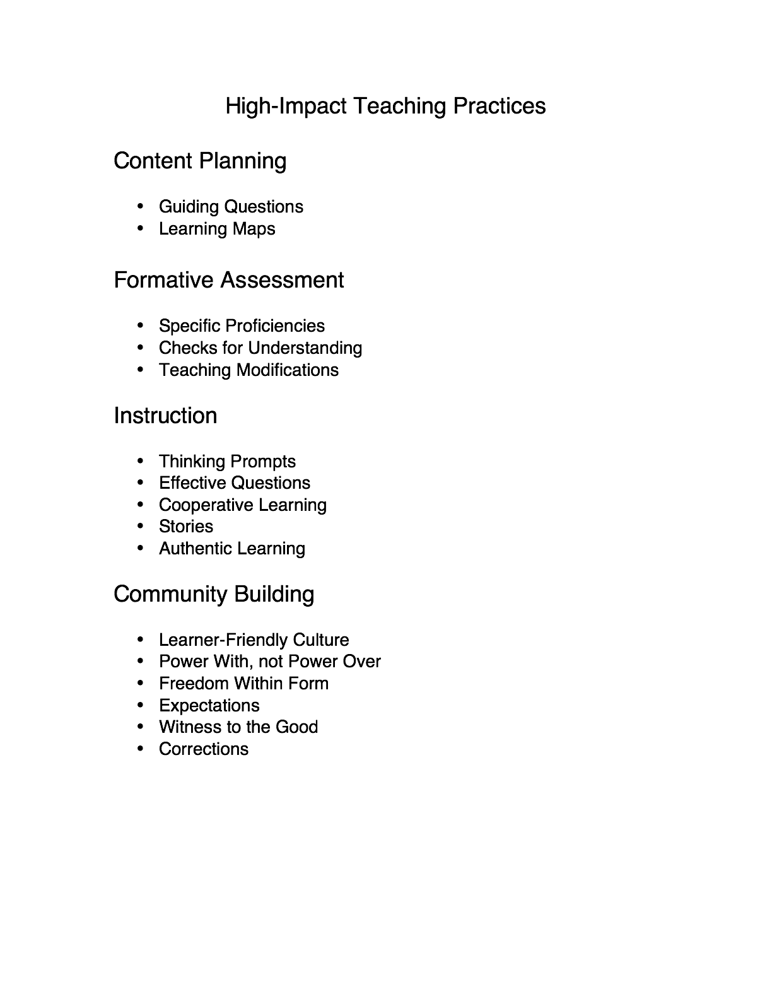 High-Impact Teaching Practices
Content Planning
• Guiding Questions
• Learning Maps
Formative Assessment
• Specific Proficiencies
• Checks for Understanding
• Teaching Modifications
Instruction
• Thinking Prompts
• Effective Questions
• Cooperative Learning
• Stories
• Authentic Learning
Community Building
• Learner-Friendly Culture
• Power With, not Power Over
• Freedom Within Form
• Expectations
• Witness to the Good
• Corrections